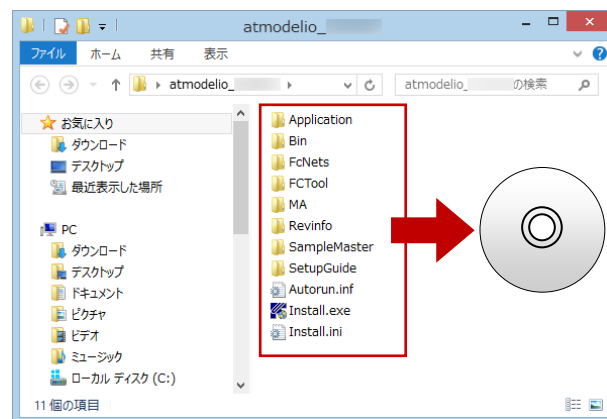 atmodelio_
ファイル ホーム 共有 表示
atmodelio_
atmodelio_ の検索
お気に入り
ダウンロード
デスクトップ
最近表示した場所
PC
ダウンロード
デスクトップ
ドキュメント
ピクチャ
ビデオ
ミュージック
ローカル ディスク (C:)
Application
Bin
FcNets
FCTool
MA
Revinfo
SampleMaster
SetupGuide
Autorun.inf
Install.exe
Install.ini
11 個の項目